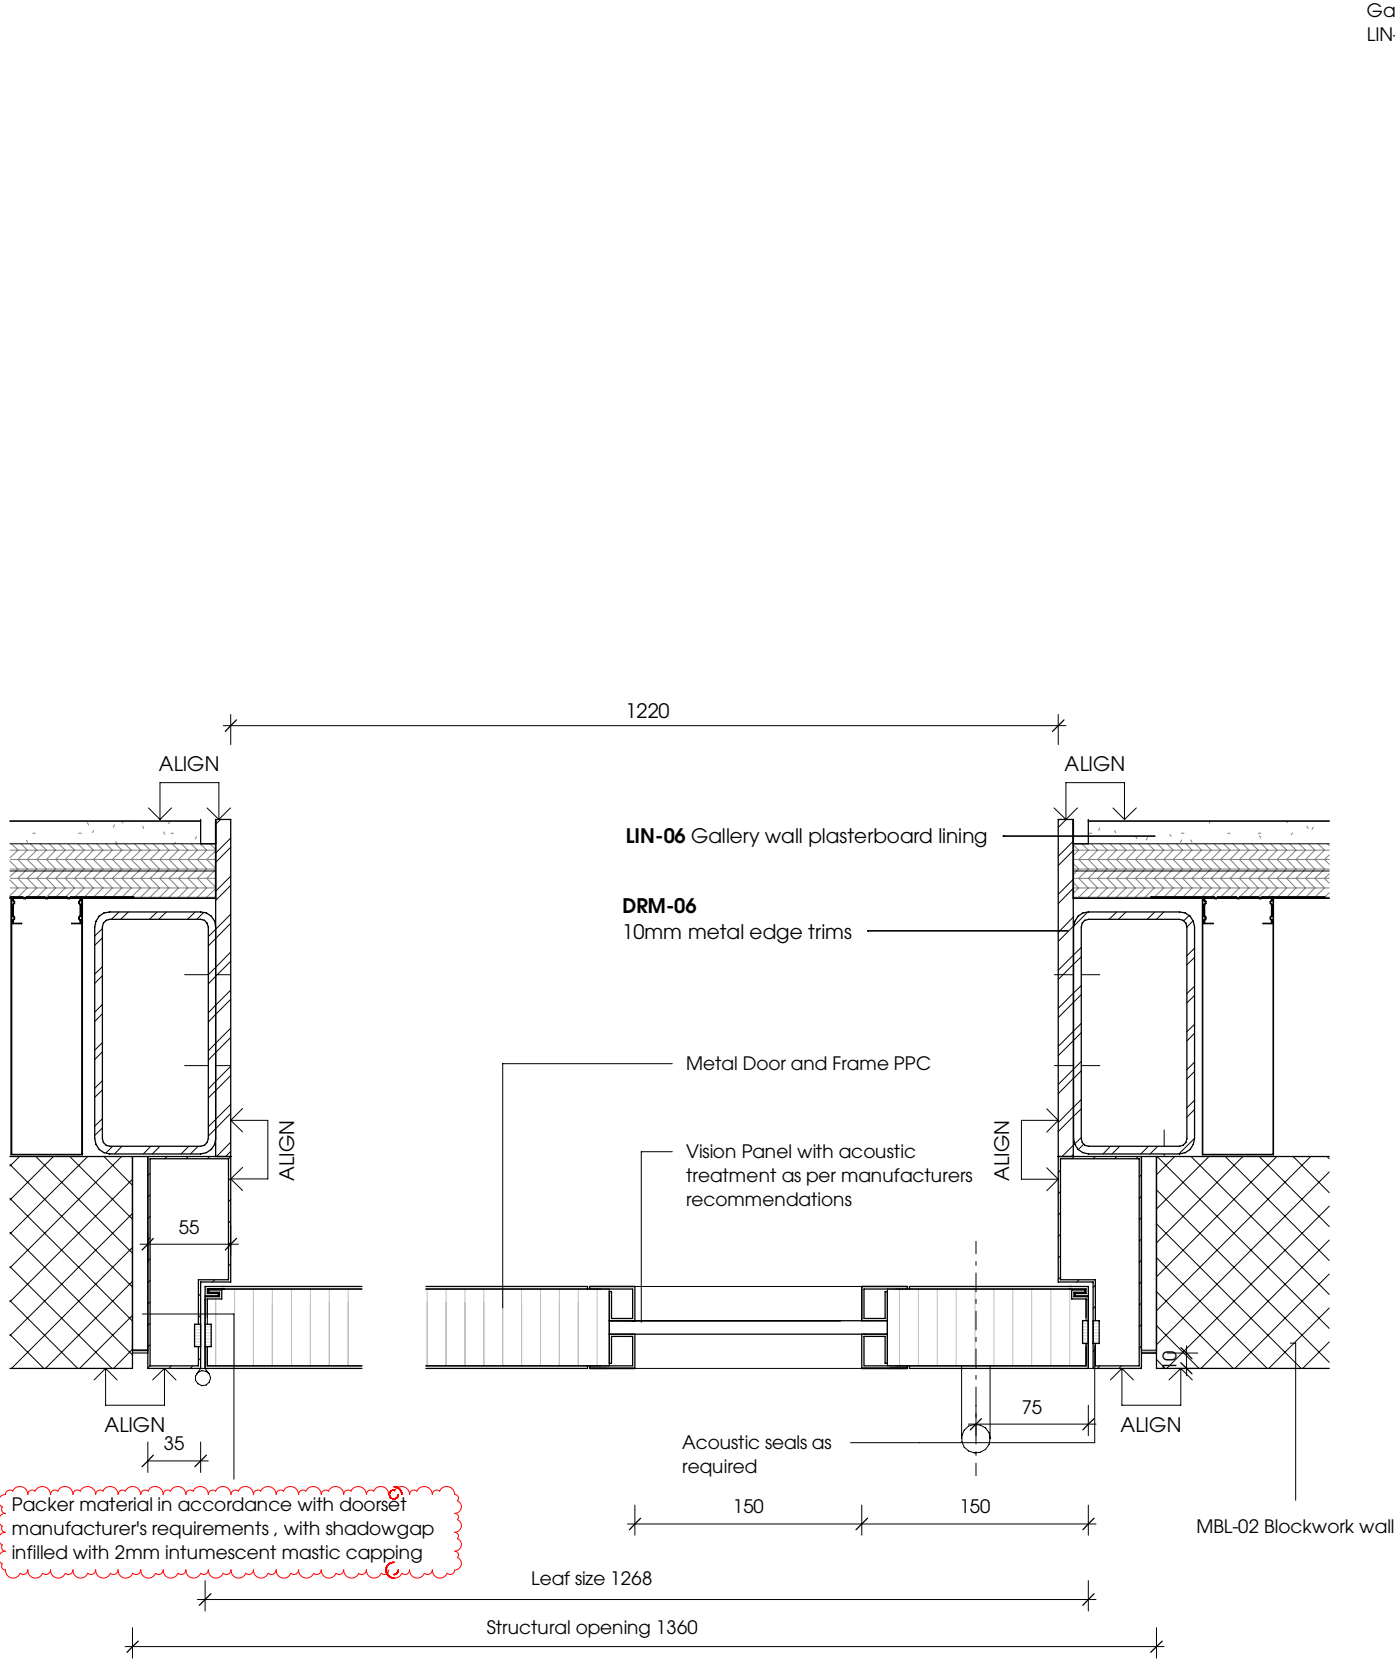 Ga
LIN-
1220
ALIGN
ALIGN
LIN-06 Gallery wall plasterboard lining
DRM-06
10mm metal edge trims
Metal Door and Frame PPC
ALIGN
Vision Panel with acoustic
treatment as per manufacturers
recommendations
ALIGN
55
10
ALIGN
35
75
ALIGN
Acoustic seals as
required
Packer material in accordance with doorset
manufacturer's requirements , with shadowgap
infilled with 2mm intumescent mastic capping
150
150
MBL-02 Blockwork wall
Leaf size 1268
Structural opening 1360